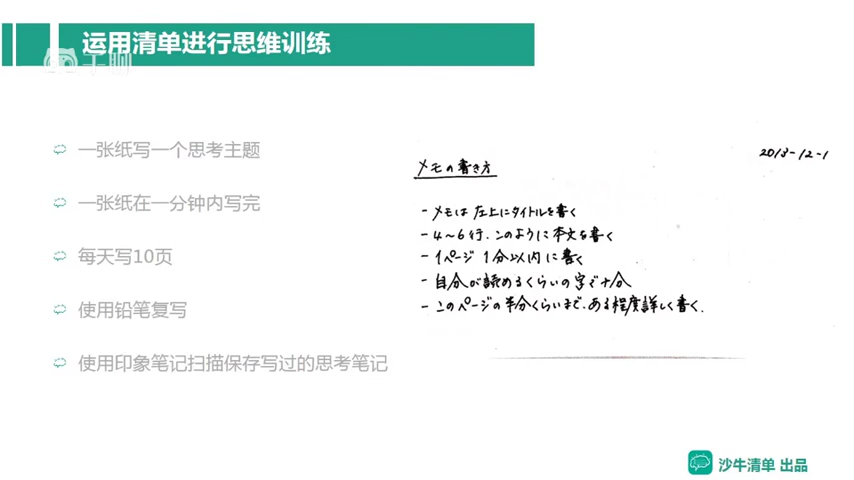 运用清单进行思维训练
千聊
一张纸写一个思考主题
一张纸在一分钟内写完
每天写10页
使用铅笔复写
使用印象笔记扫描保存写过的思考笔记
2013-12-1
メモの書き方
- メモは左上にタイトルを書く
- 4~6行、このように本文を書く
- 1ページ 1分以内に書く
- 自分が読めるくらいの字で十分
- このページの半分くらいまで、ある程度詳しく書く.
沙牛清单 出品